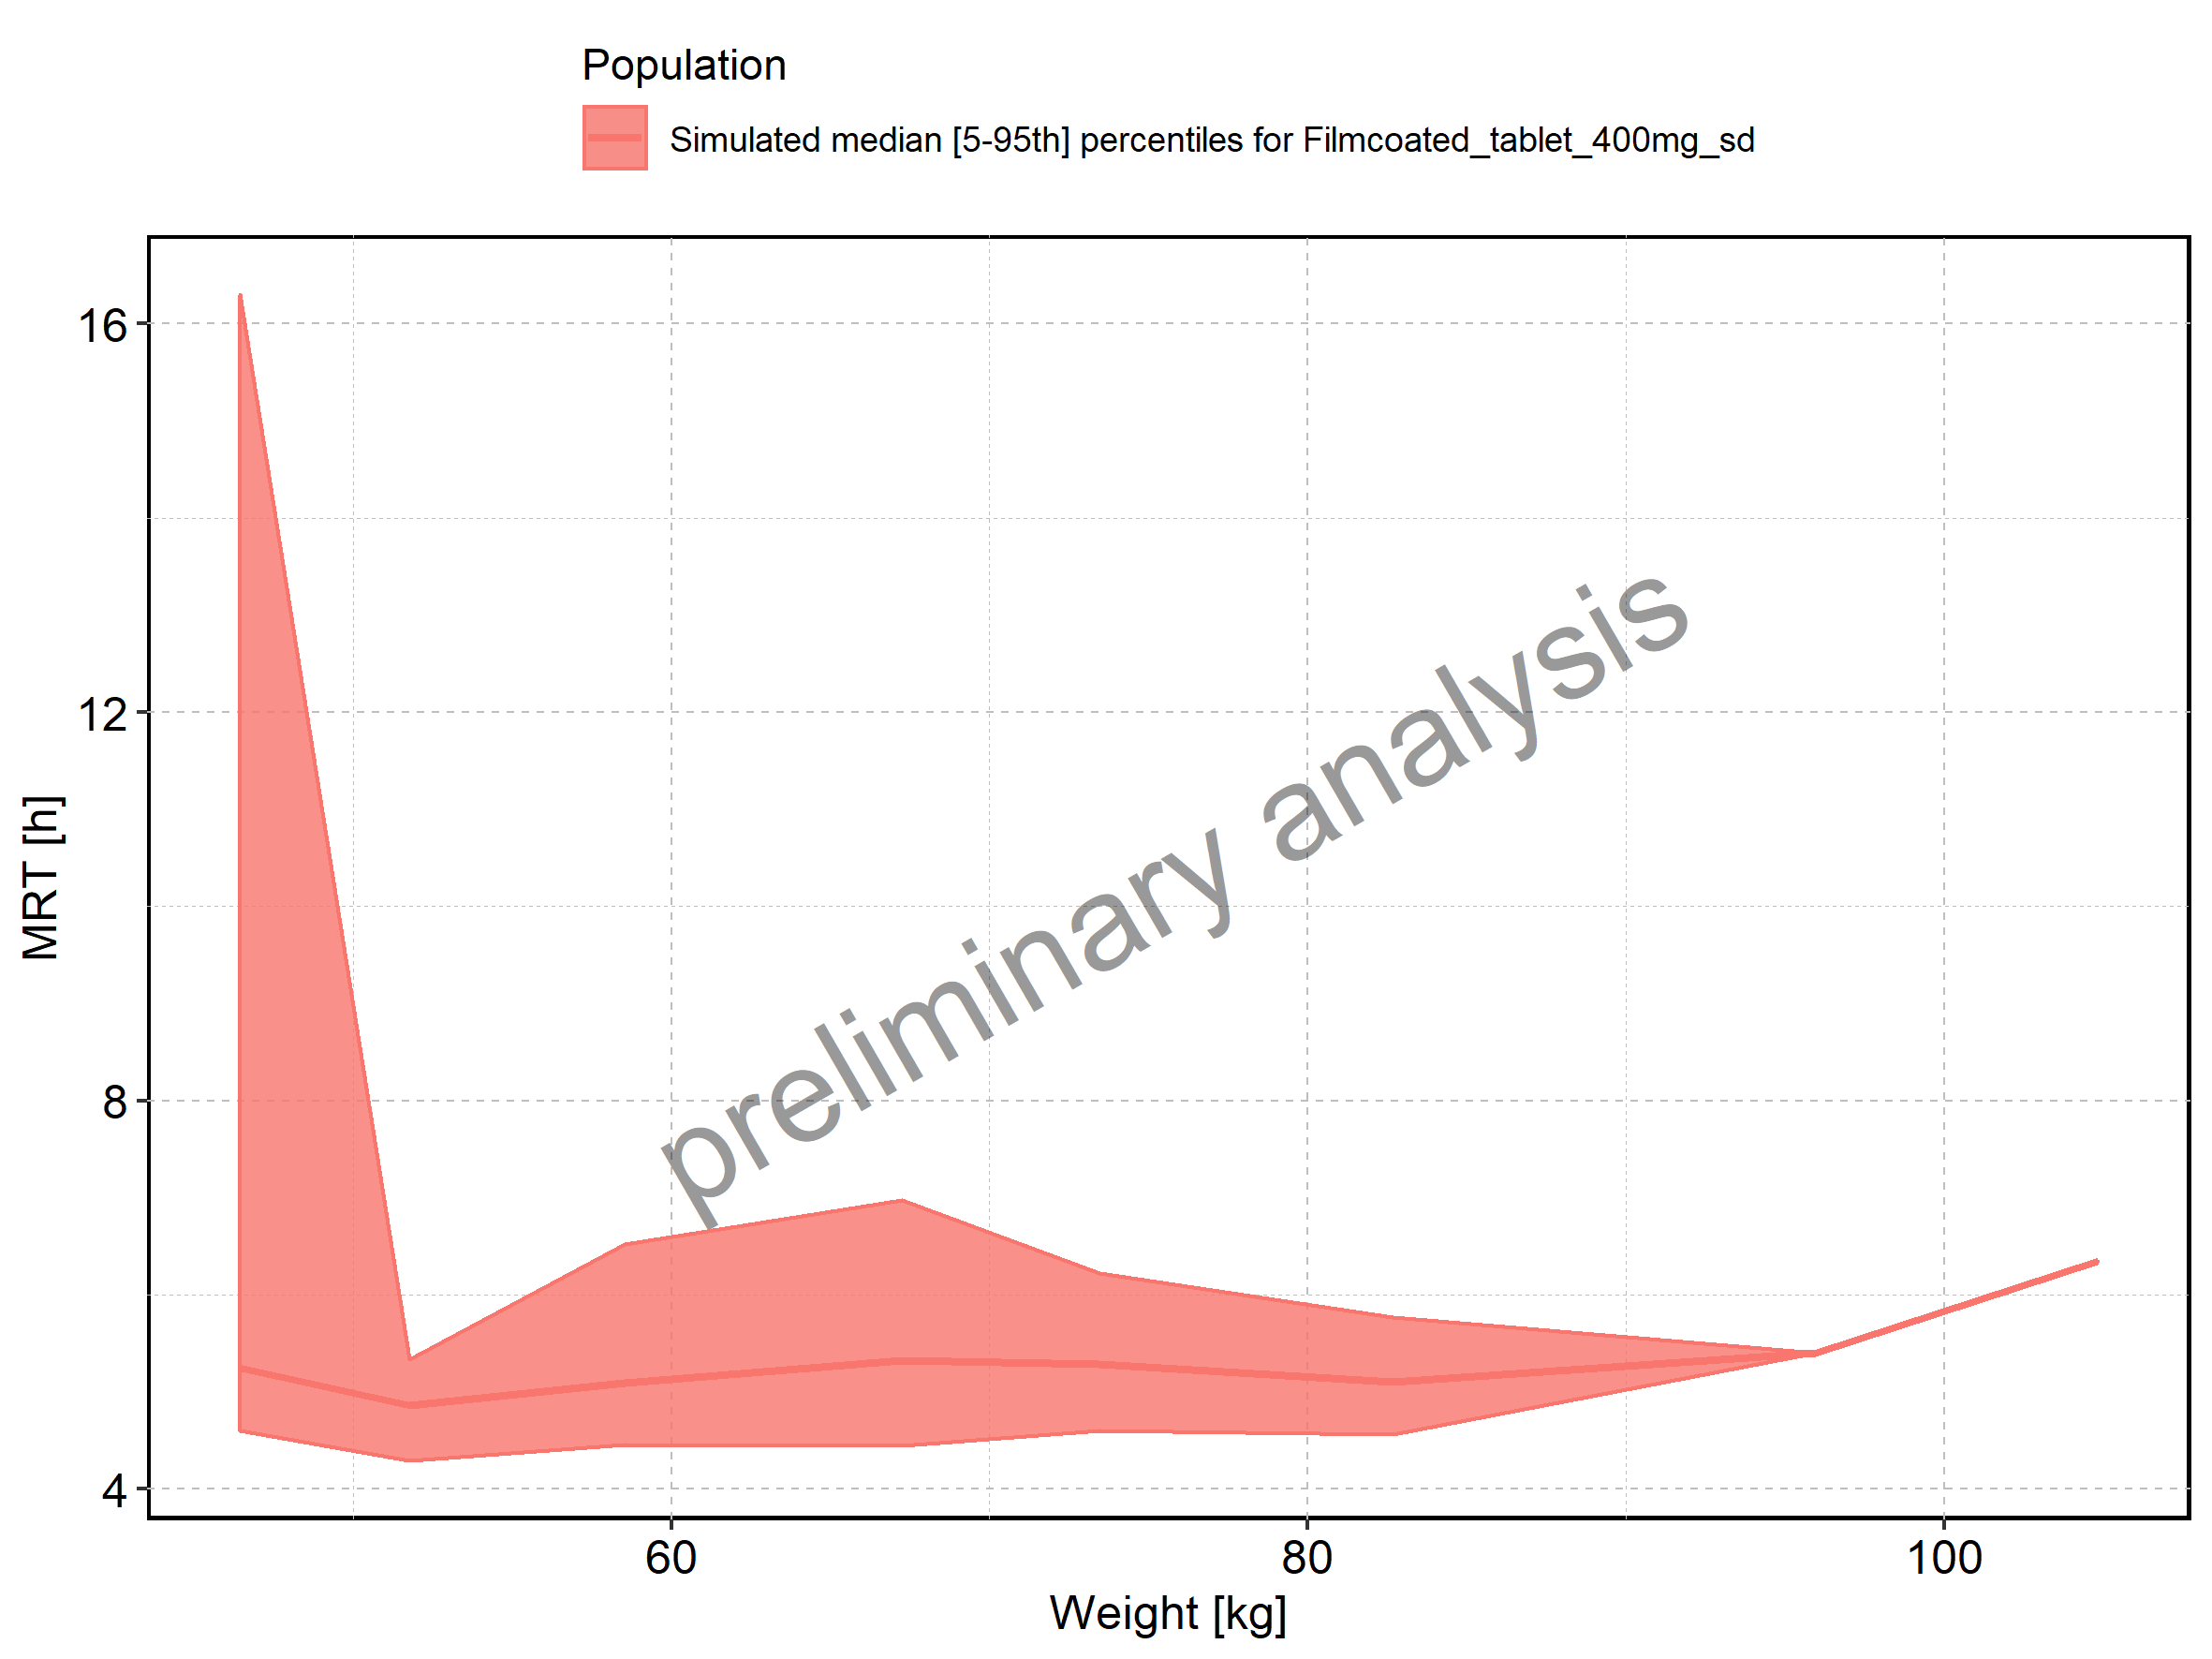 Population
Simulated median [5-95th] percentiles for Filmcoated_tablet_400mg_sd
16
12
8
4
MRT [h]
preliminary analysis
60 80 100
Weight [kg]